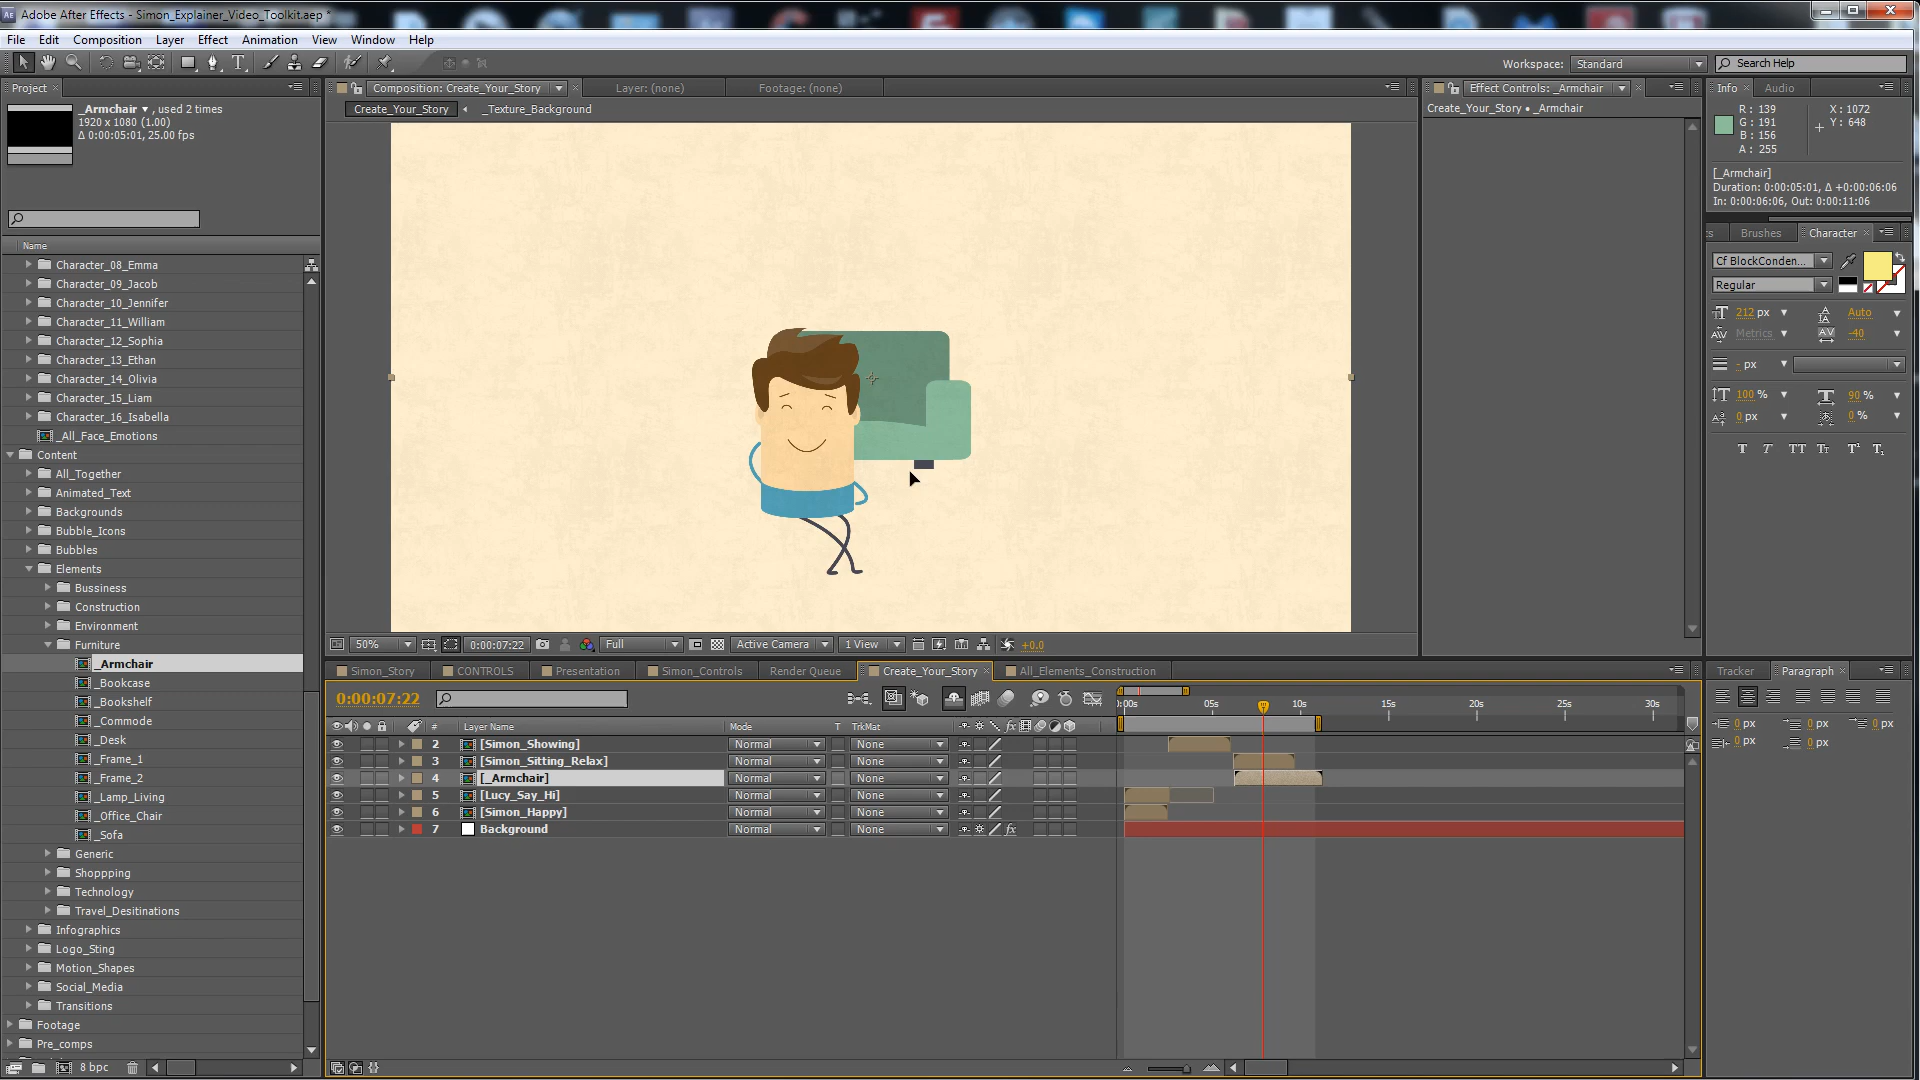 Adobe After Effects - Simon_Explainer_Video_Toolkit.aep *
File Edit Composition Layer Effect Animation View Window Help
Workspace: Standard Search Help
Project
_Armchair , used 2 times
1920 x 1080 (1.00)
Δ 0:00:05:01, 25.00 fps
Name
Character_08_Emma
Character_09_Jacob
Character_10_Jennifer
Character_11_William
Character_12_Sophia
Character_13_Ethan
Character_14_Olivia
Character_15_Liam
Character_16_Isabella
_All_Face_Emotions
Content
All_Together
Animated_Text
Backgrounds
Bubble_Icons
Bubbles
Elements
Bussiness
Construction
Environment
Furniture
_Armchair
_Bookcase
_Bookshelf
_Commode
_Desk
_Frame_1
_Frame_2
_Lamp_Living
_Office_Chair
_Sofa
Generic
Shoppping
Technology
Travel_Desitinations
Infographics
Logo_Sting
Motion_Shapes
Social_Media
Transitions
Footage
Pre_comps
8 bpc
Composition: Create_Your_Story Layer: (none) Footage: (none)
Create_Your_Story _Texture_Background
50% 0:00:07:22 Full Active Camera 1 View +0.0
Effect Controls: _Armchair
Create_Your_Story • _Armchair
Info Audio
R : 139 X : 1072
G : 191 Y : 648
B : 156
A : 255
[_Armchair]
Duration: 0:00:05:01, Δ +0:00:06:06
In: 0:00:06:06, Out: 0:00:11:06
Brushes Character
Cf BlockConden...
Regular
212 px Auto
Metrics -40
- px
100 % 90 %
0 px 0 %
T T TT Tт T¹ T₁
Simon_Story CONTROLS Presentation Simon_Controls Render Queue Create_Your_Story All_Elements_Construction
0:00:07:22
:00s 05s 10s 15s 20s 25s 30s
# Layer Name Mode T TrkMat
2 [Simon_Showing] Normal None
3 [Simon_Sitting_Relax] Normal None
4 [_Armchair] Normal None
5 [Lucy_Say_Hi] Normal None
6 [Simon_Happy] Normal None
7 Background Normal None fx
Tracker Paragraph
0 px 0 px 0 px
0 px 0 px